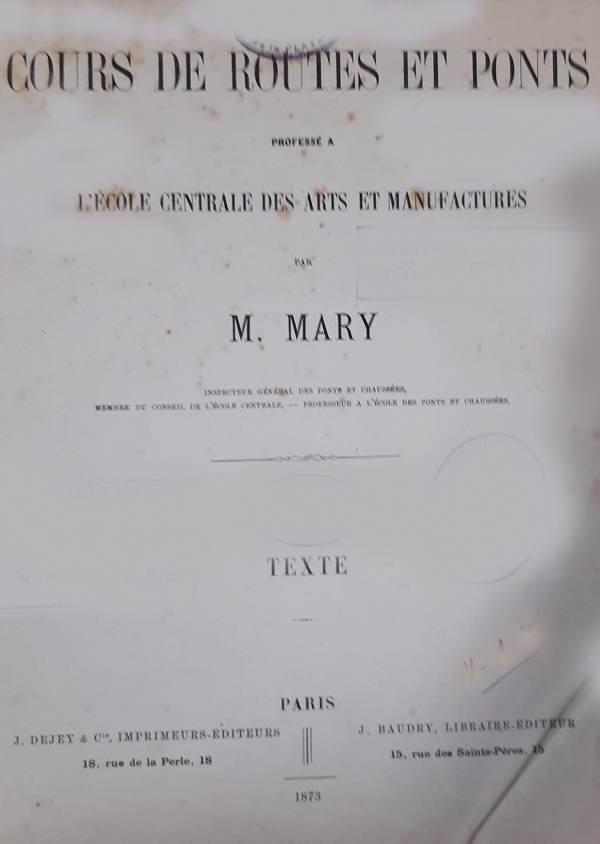 COURS DE ROUTES ET PONTS
PROFESSÉ A
L'ÉCOLE CENTRALE DES ARTS ET MANUFACTURES
PAR
M. MARY
INSPECTEUR GÉNÉRAL DES PONTS ET CHAUSSÉES,
MEMBRE DU CONSEIL DE L'ÉCOLE CENTRALE, — PROFESSEUR A L'ÉCOLE DES PONTS ET CHAUSSÉES.
TEXTE
PARIS
J. DEJEY & Cie, IMPRIMEURS-ÉDITEURS
18, rue de la Perle, 18
J. BAUDRY, LIBRAIRE-ÉDITEUR
15, rue des Saints-Pères, 15
1873